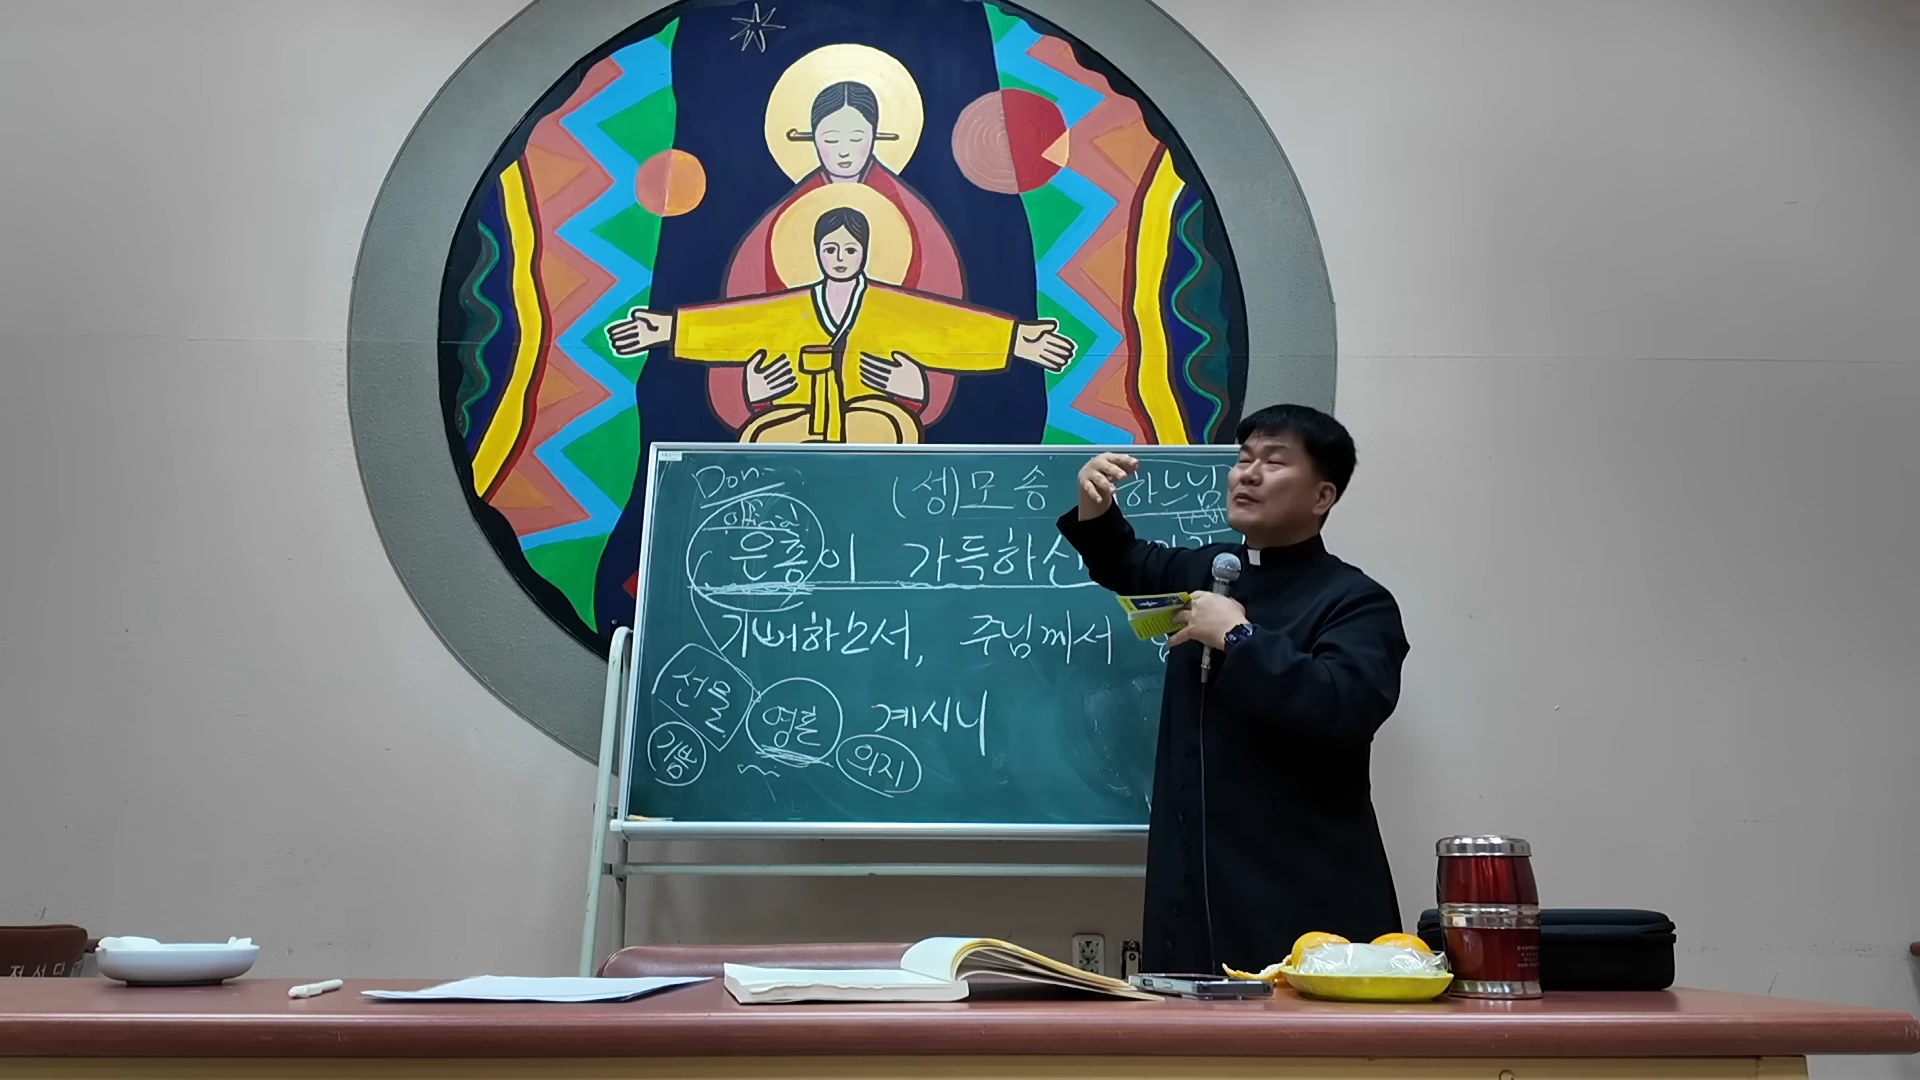 Don
(성)모송 하느님
은총이 가득하신
기뻐하소서, 주님께서
선물 영혼 계시니
기쁨 의지